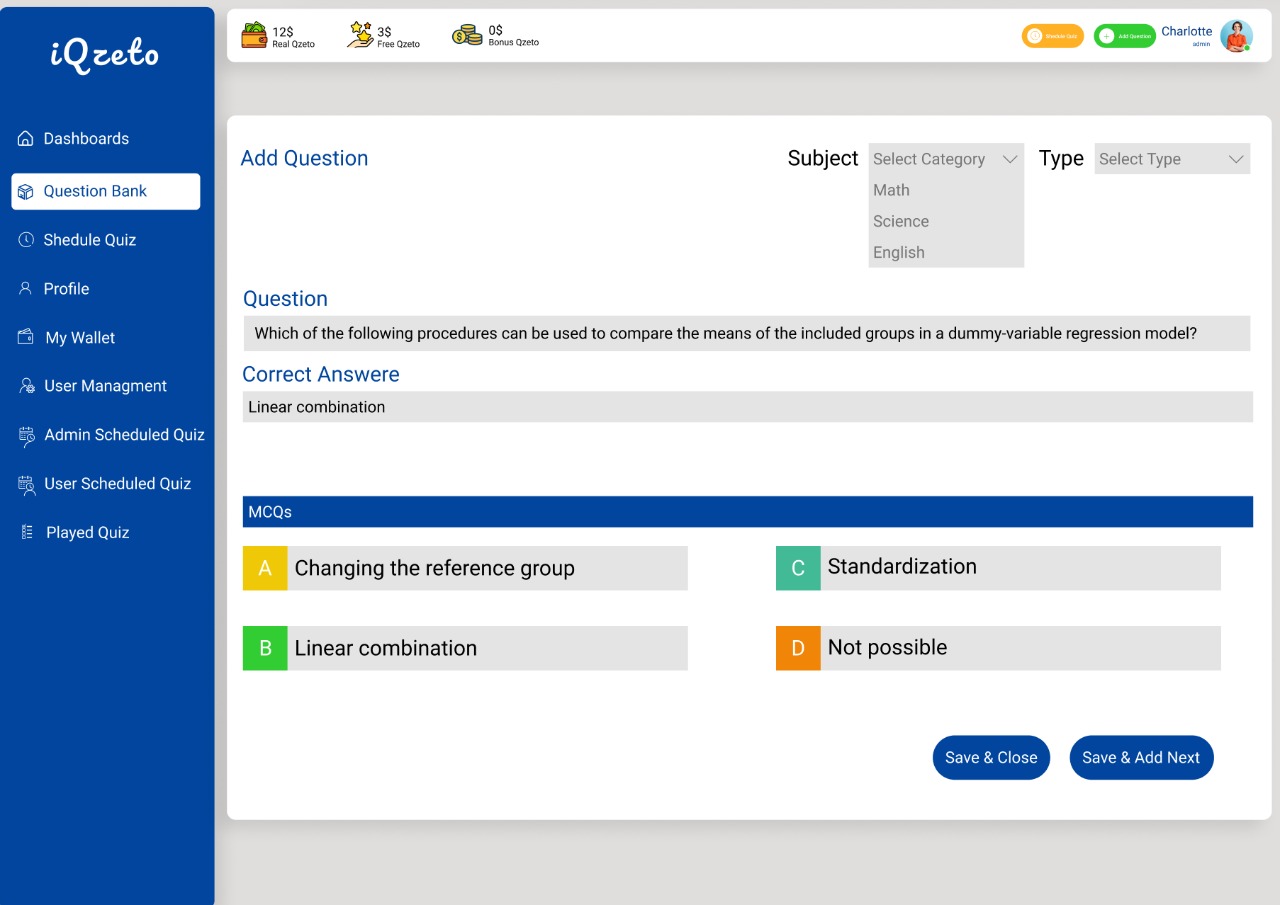 iQzeto
12$
Real Qzeto
3$
Free Qzeto
0$
Bonus Qzeto
Shedule Quiz
Add Question
Charlotte
admin
Dashboards
Question Bank
Shedule Quiz
Profile
My Wallet
User Managment
Admin Scheduled Quiz
User Scheduled Quiz
Played Quiz
Add Question
Subject
Select Category
Math
Science
English
Type
Select Type
Question
Which of the following procedures can be used to compare the means of the included groups in a dummy-variable regression model?
Correct Answere
Linear combination
MCQs
A Changing the reference group
C Standardization
B Linear combination
D Not possible
Save & Close
Save & Add Next